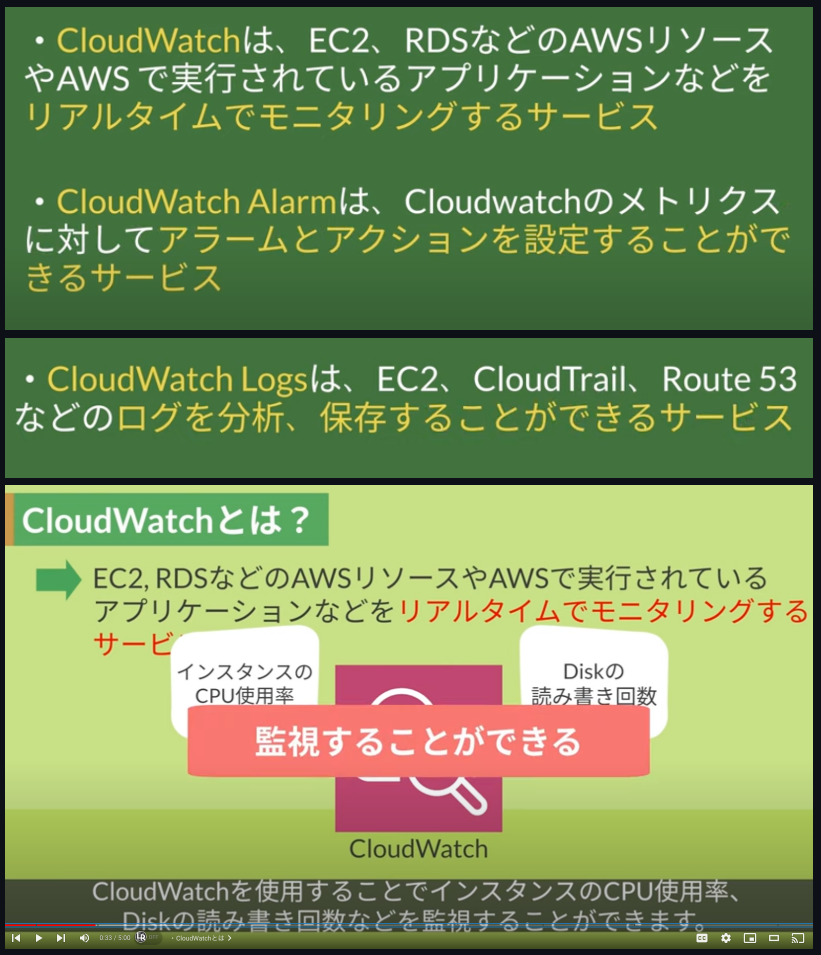 ・CloudWatchは、EC2、RDSなどのAWSリソース
やAWS で実行されているアプリケーションなどを
リアルタイムでモニタリングするサービス
・CloudWatch Alarmは、Cloudwatchのメトリクス
に対してアラームとアクションを設定することがで
きるサービス
・CloudWatch Logsは、EC2、CloudTrail、Route 53
などのログを分析、保存することができるサービス
CloudWatchとは？
EC2, RDSなどのAWSリソースやAWSで実行されている
アプリケーションなどをリアルタイムでモニタリングする
サービ
インスタンスの
CPU使用率
Diskの
読み書き回数
監視することができる
CloudWatch
CloudWatchを使用することでインスタンスのCPU使用率、
Diskの読み書き回数などを監視することができます。
0:33 / 5:00
・CloudWatchとは